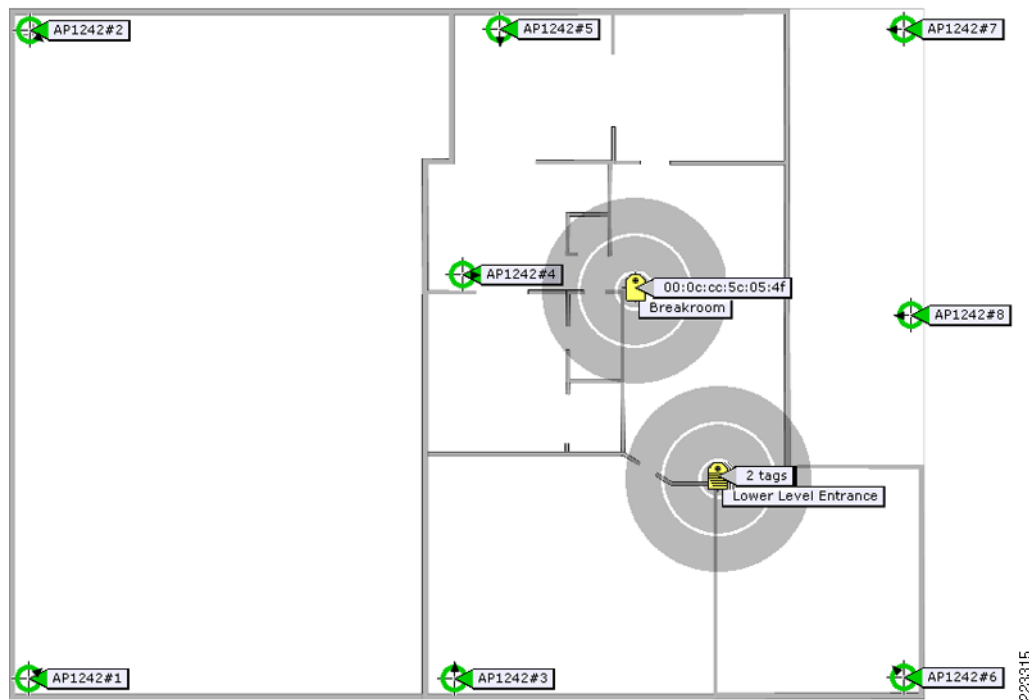 AP1242#2
AP1242#5
AP1242#7
AP1242#4
00:0c:cc:5c:05:4f
Breakroom
AP1242#8
2 tags
Lower Level Entrance
AP1242#1
AP1242#3
AP1242#6
223315